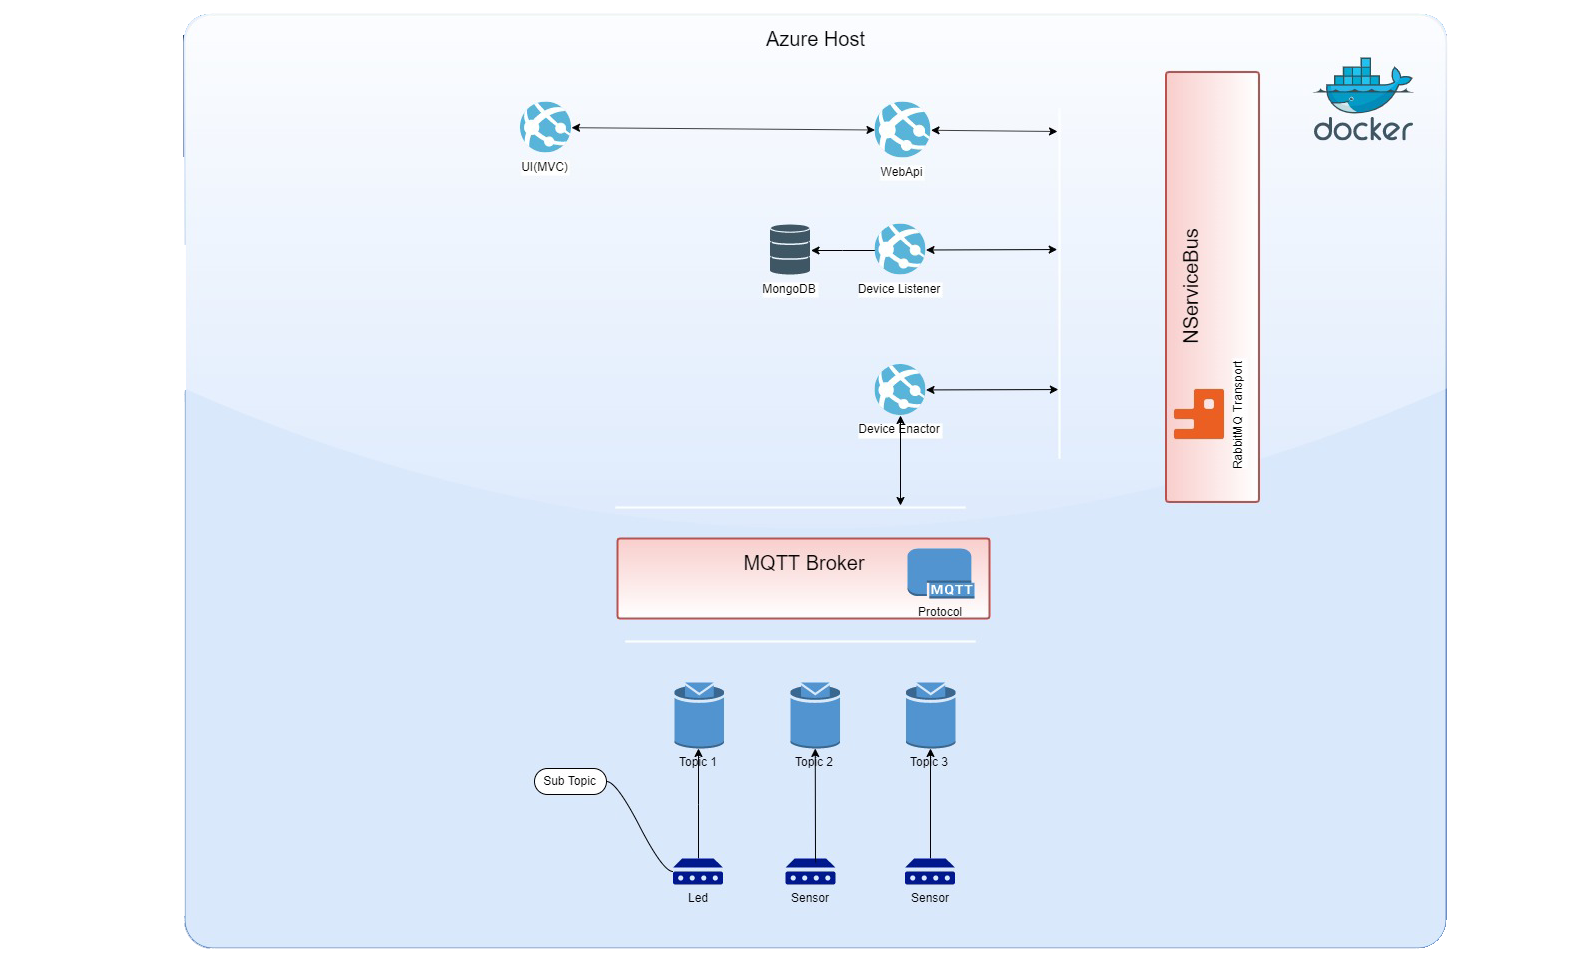 Azure Host
docker
UI(MVC)
WebApi
NServiceBus
MongoDB
Device Listener
RabbitMQ Transport
Device Enactor
MQTT Broker
MQTT
Protocol
Topic 1
Topic 2
Topic 3
Sub Topic
Led
Sensor
Sensor